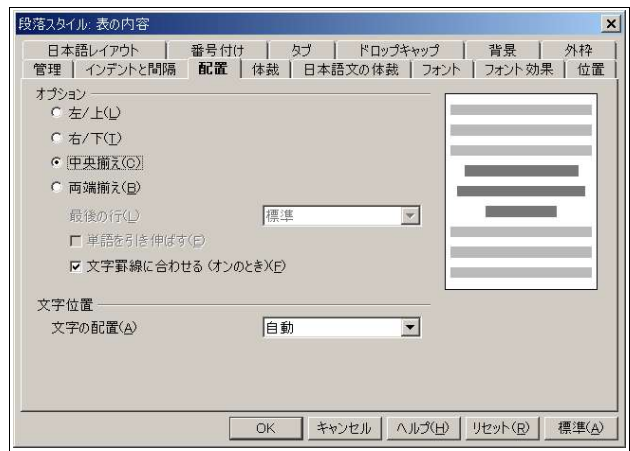 段落スタイル: 表の内容
日本語レイアウト 番号付け タブ ドロップキャップ 背景 外枠
管理 インデントと間隔 配置 体裁 日本語文の体裁 フォント フォント効果 位置
オプション
左/上(L)
右/下(T)
中央揃え(C)
両端揃え(B)
最後の行(L) 標準
単語を引き伸ばす(E)
文字罫線に合わせる (オンのとき)(F)
文字位置
文字の配置(A) 自動
OK キャンセル ヘルプ(H) リセット(R) 標準(A)